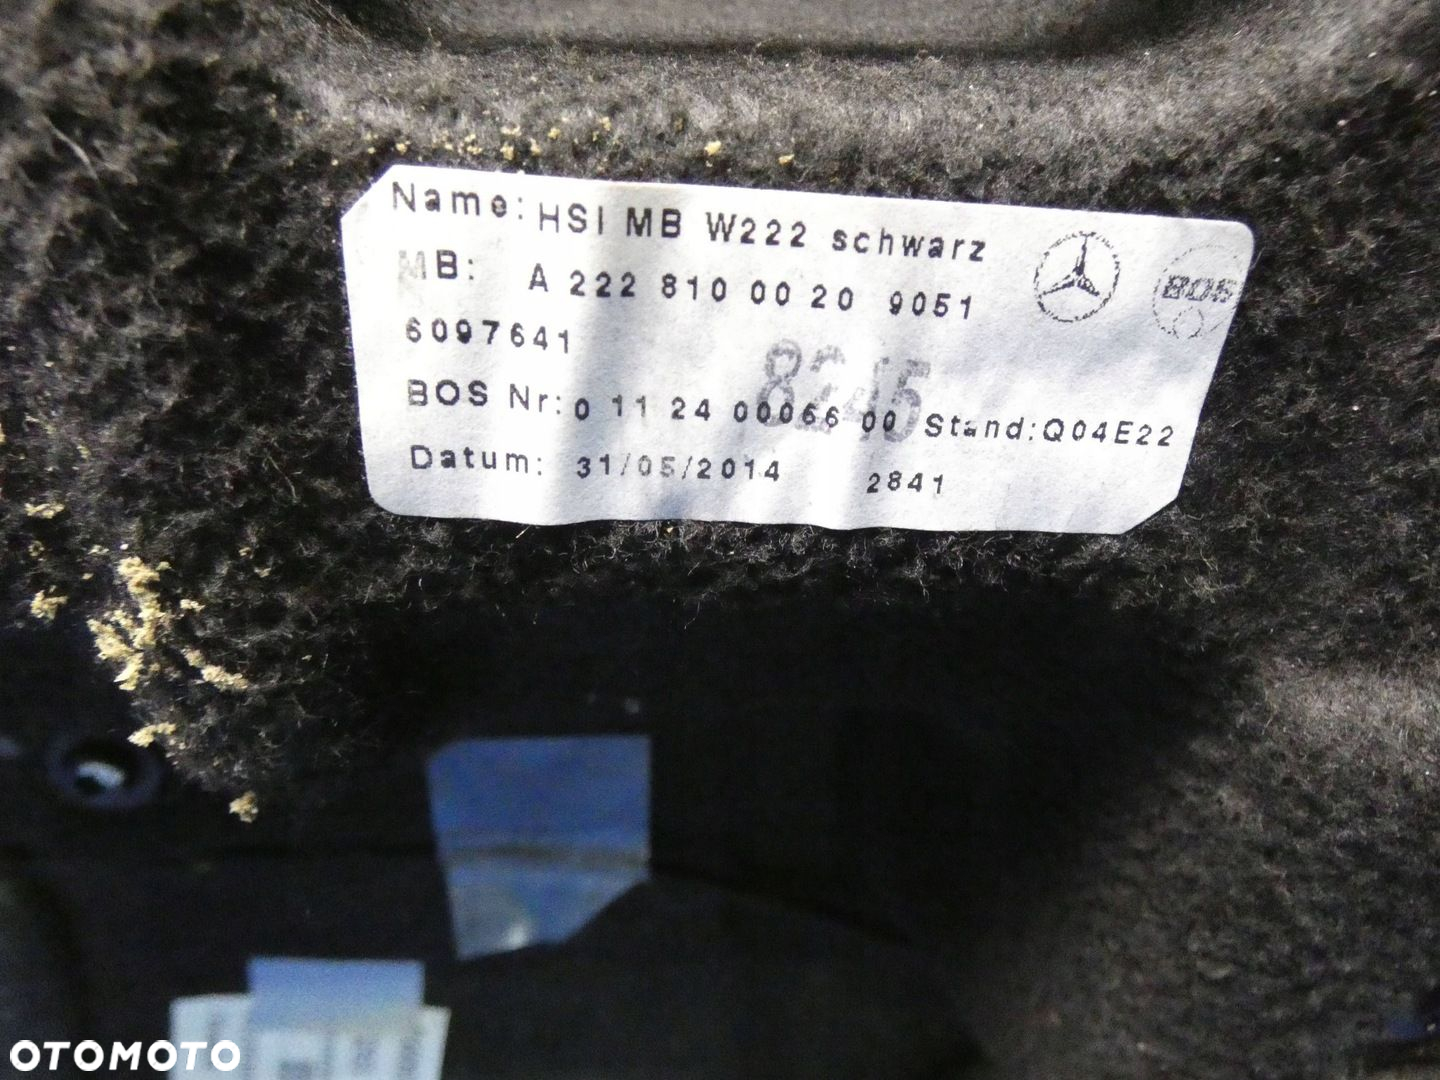 Name: HSI MB W222 schwarz
MB: A 222 810 00 20 9051
6097641
8245
BOS Nr: 0 11 24 00066 00 Stand: Q04E22
Datum: 31/05/2014 2841
BOS
OTOMOTO